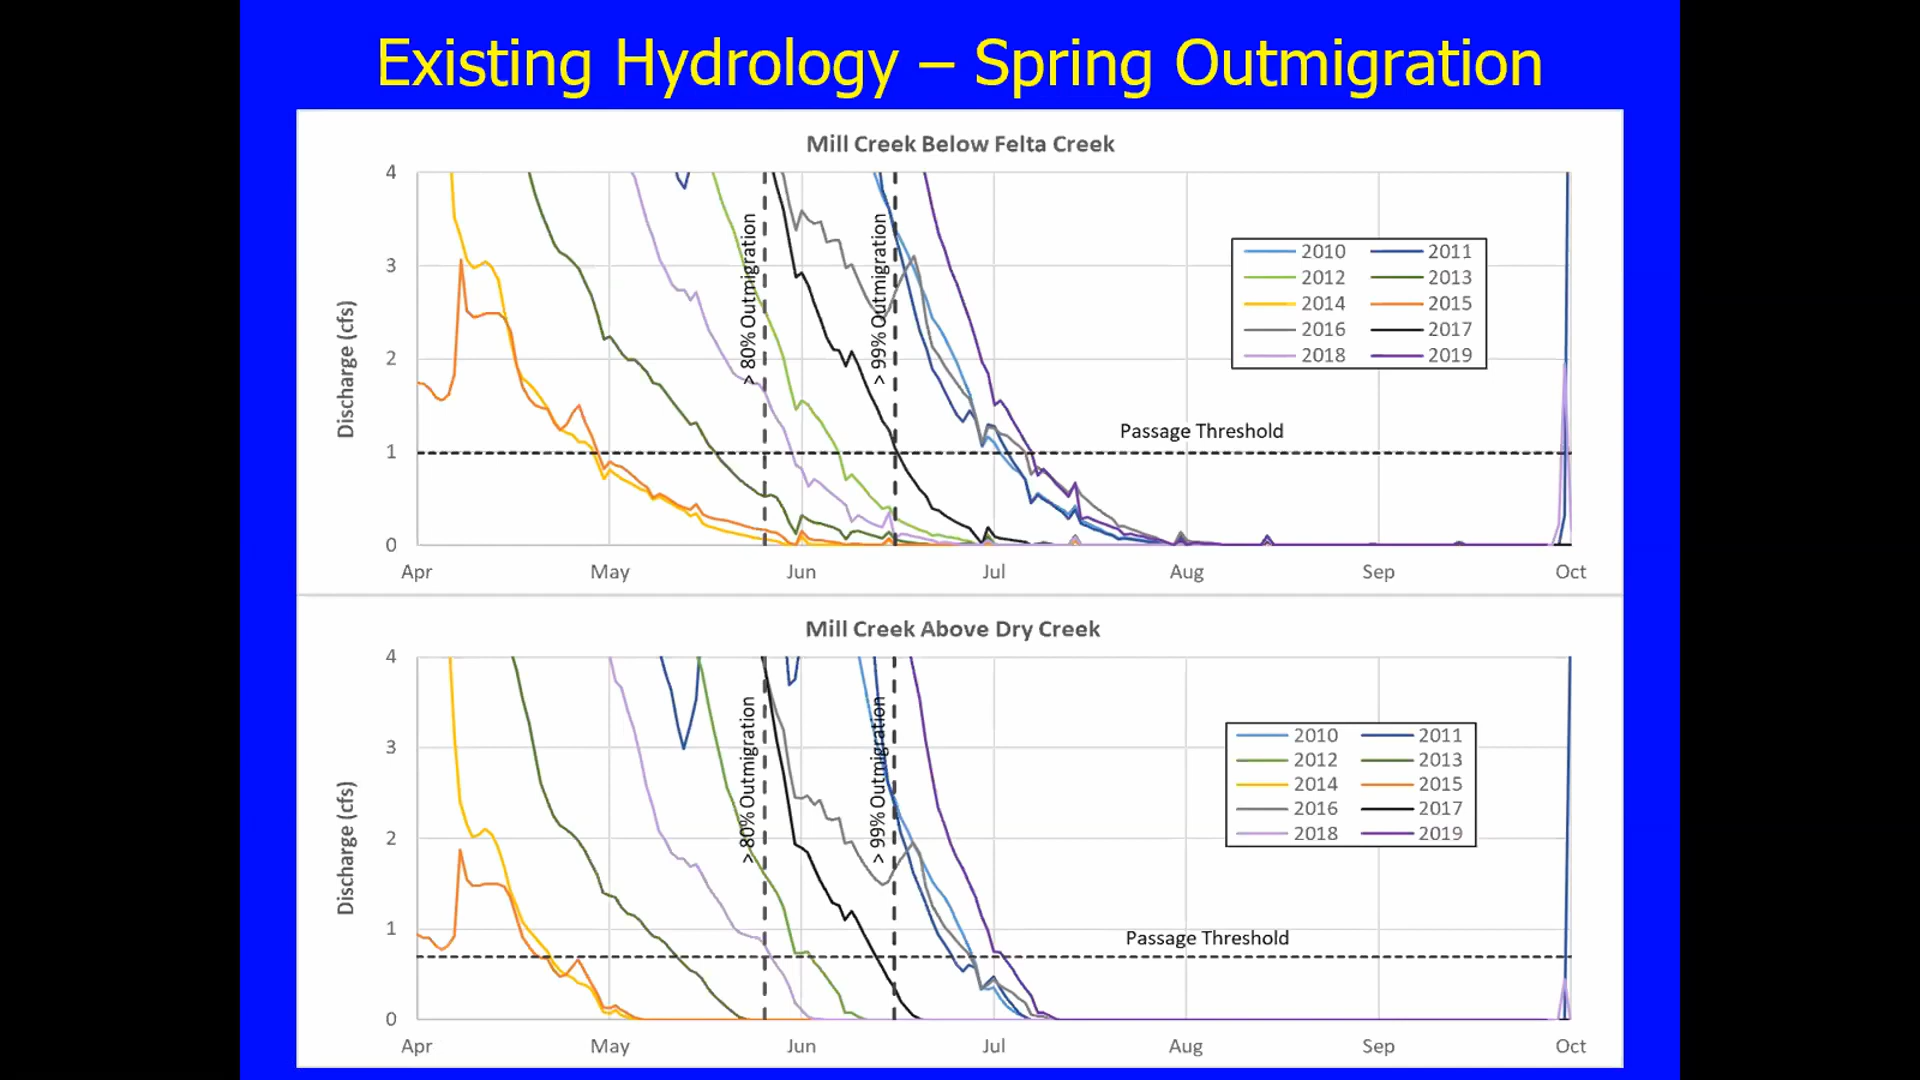 Existing Hydrology – Spring Outmigration
Mill Creek Below Felta Creek
Discharge (cfs)
4
3
2
1
0
> 80% Outmigration
> 99% Outmigration
Passage Threshold
2010 2011
2012 2013
2014 2015
2016 2017
2018 2019
Apr May Jun Jul Aug Sep Oct
Mill Creek Above Dry Creek
Discharge (cfs)
4
3
2
1
0
> 80% Outmigration
> 99% Outmigration
2010 2011
2012 2013
2014 2015
2016 2017
2018 2019
Passage Threshold
Apr May Jun Jul Aug Sep Oct